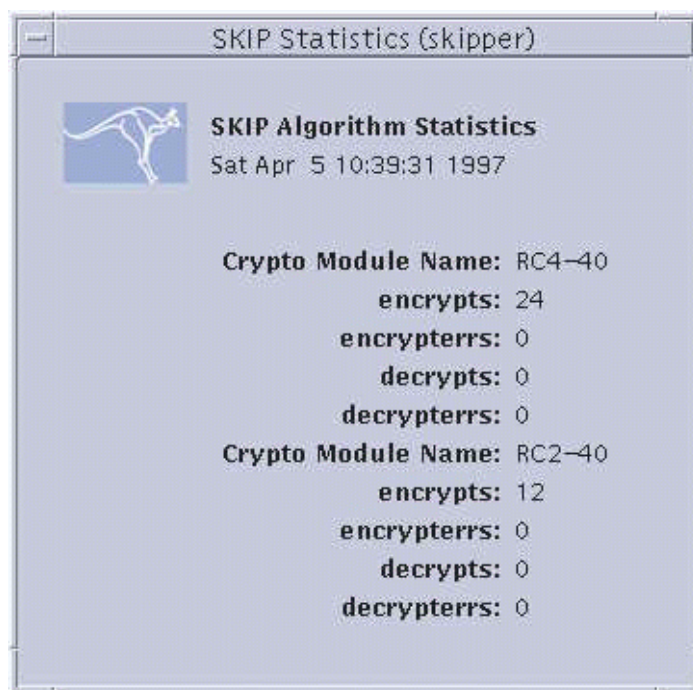 SKIP Statistics (skipper)
SKIP Algorithm Statistics
Sat Apr 5 10:39:31 1997
Crypto Module Name: RC4-40
encrypts: 24
encrypterrs: 0
decrypts: 0
decrypterrs: 0
Crypto Module Name: RC2-40
encrypts: 12
encrypterrs: 0
decrypts: 0
decrypterrs: 0